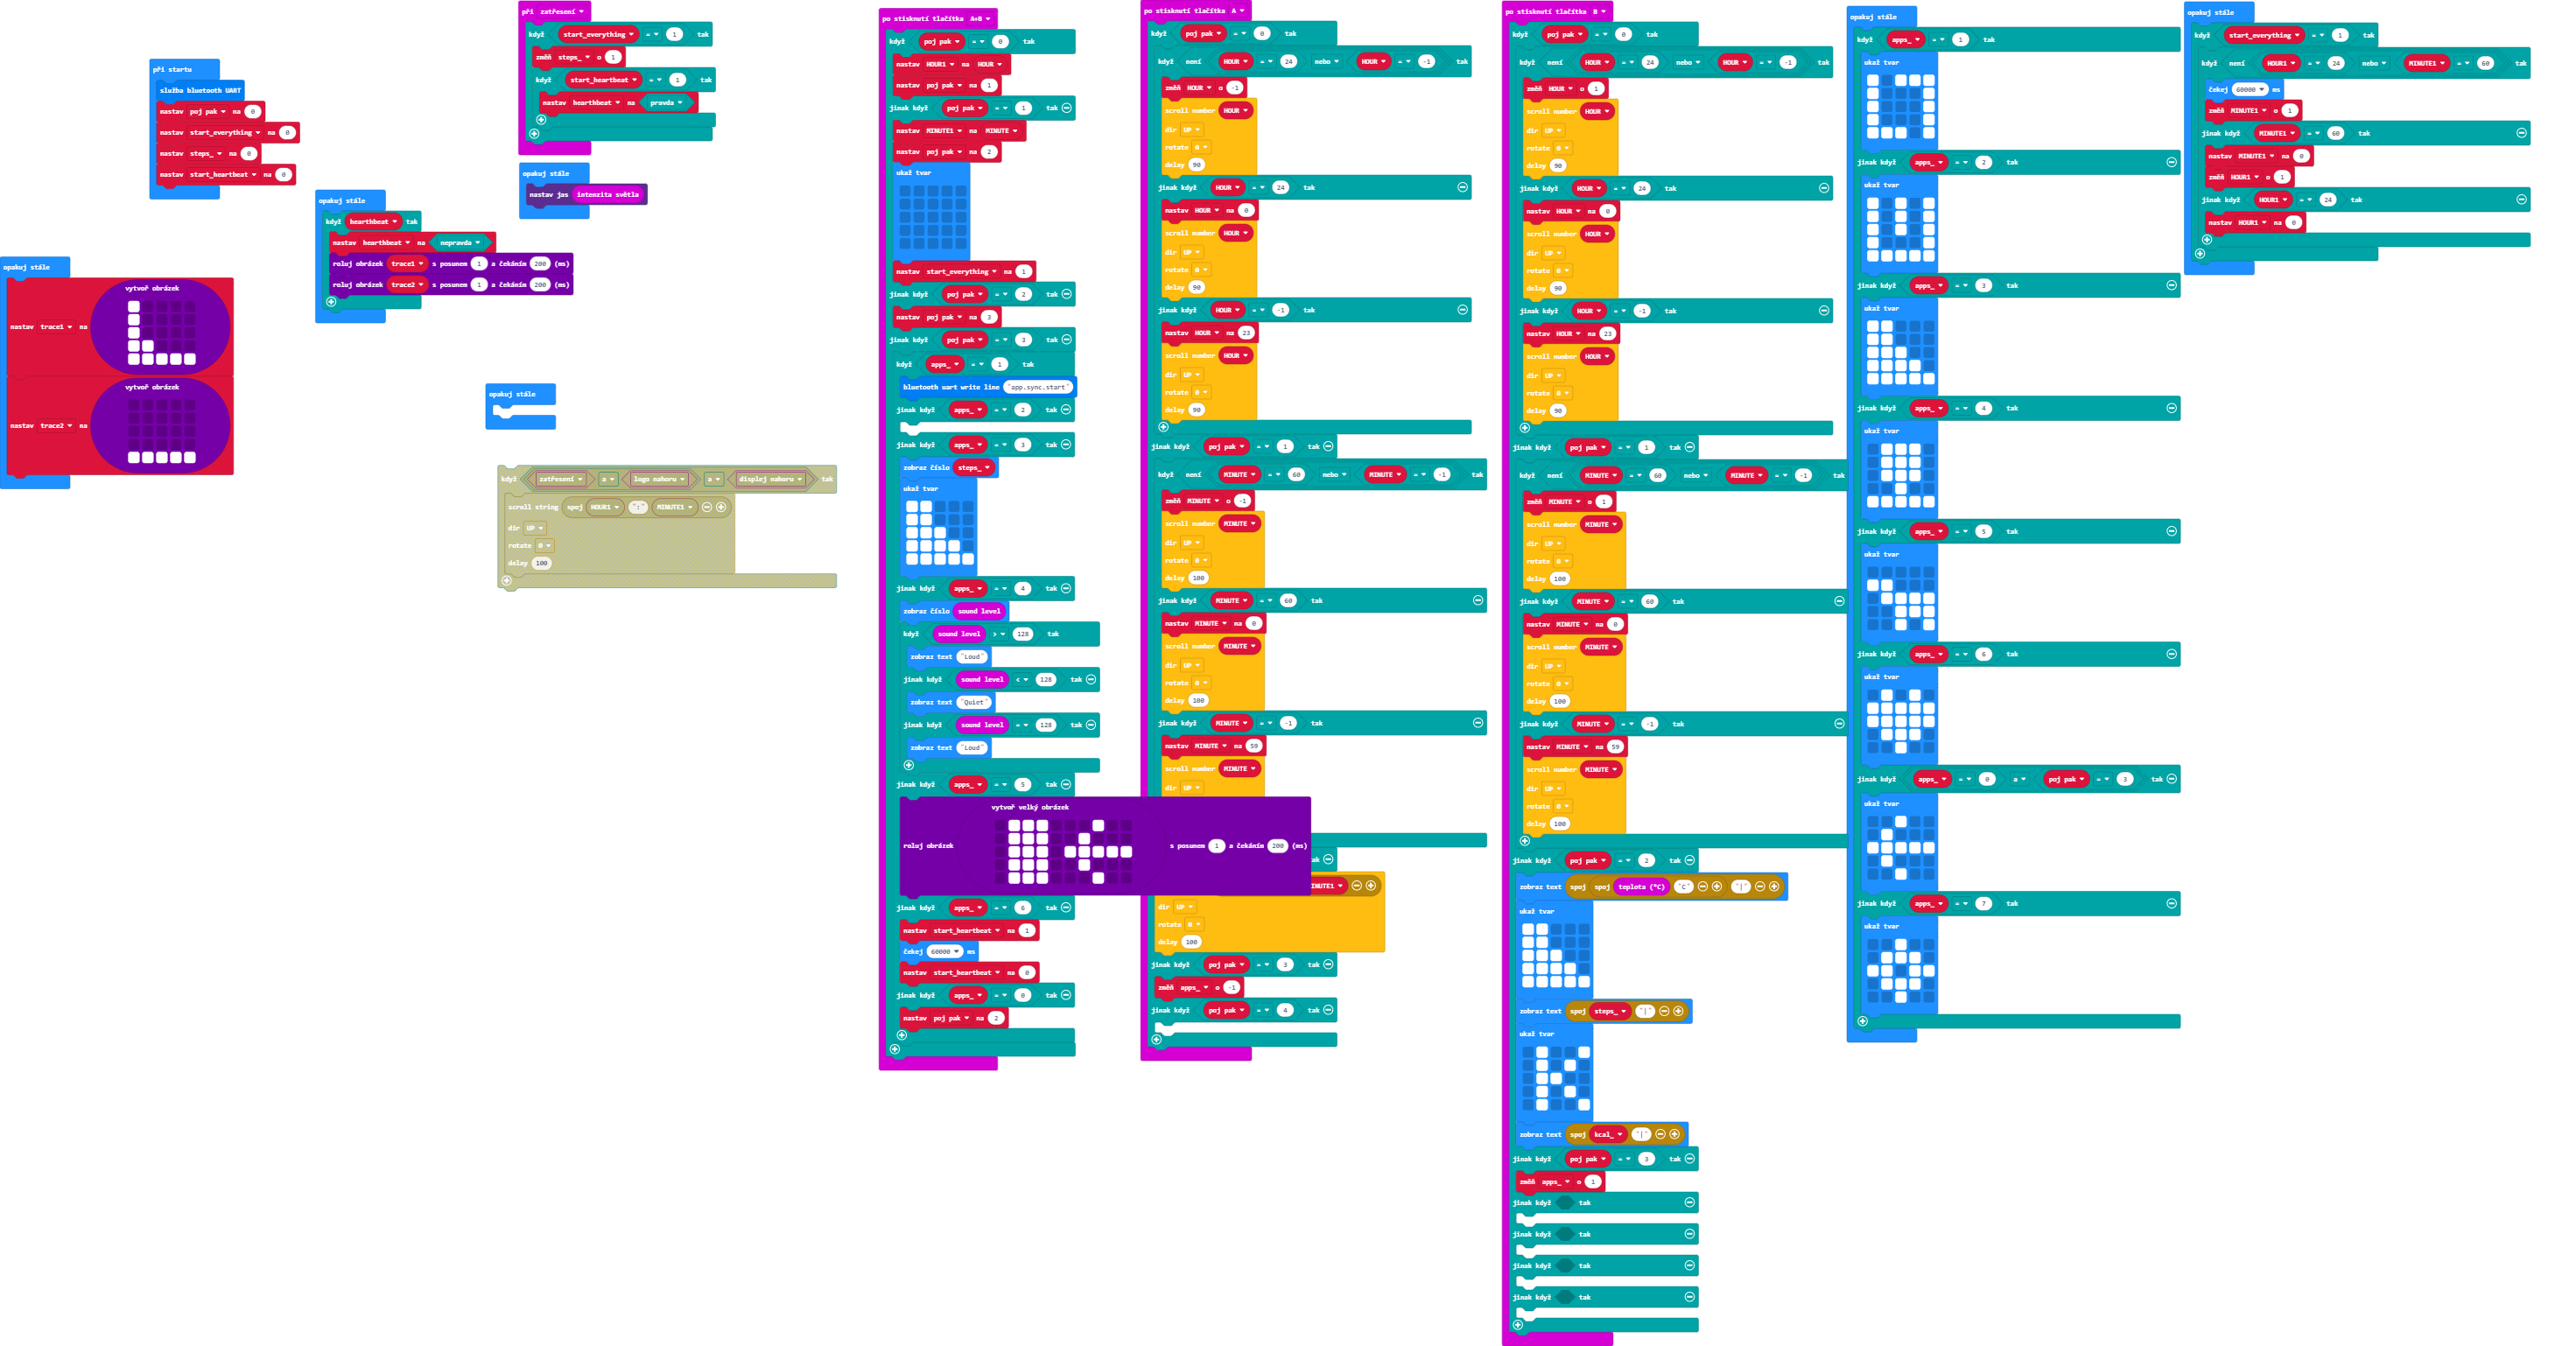 při startu
služba bluetooth UART
nastav poj pak na 0
nastav start_everything na 0
nastav steps_ na 0
nastav start_heartbeat na 0
opakuj stále
vytvoř obrázek
nastav trace1 na
vytvoř obrázek
nastav trace2 na
opakuj stále
když hearthbeat tak
nastav hearthbeat na nepravda
roluj obrázek trace1 s posunem 1 a čekáním 200 (ms)
roluj obrázek trace2 s posunem 1 a čekáním 200 (ms)
při zatřesení
když start_everything = 1 tak
změň steps_ o 1
když start_heartbeat = 1 tak
nastav hearthbeat na pravda
opakuj stále
nastav jas intenzita světla
opakuj stále
když zatřesení a logo nahoru a displej nahoru tak
scroll string spoj HOUR1 ":" MINUTE1
dir UP
rotate 0
delay 100
po stisknutí tlačítka A+B
když poj pak = 0 tak
nastav HOUR1 na HOUR
nastav poj pak na 1
jinak když poj pak = 1 tak
nastav MINUTE1 na MINUTE
nastav poj pak na 2
ukaž tvar
nastav start_everything na 1
jinak když poj pak = 2 tak
nastav poj pak na 3
jinak když poj pak = 3 tak
když apps_ = 1 tak
bluetooth uart write line "app.sync.start"
jinak když apps_ = 2 tak
jinak když apps_ = 3 tak
zobraz číslo steps_
ukaž tvar
jinak když apps_ = 4 tak
zobraz číslo sound level
když sound level > 128 tak
zobraz text "Loud"
jinak když sound level < 128 tak
zobraz text "Quiet"
jinak když sound level = 128 tak
zobraz text "Loud"
jinak když apps_ = 5 tak
vytvoř velký obrázek
roluj obrázek s posunem 1 a čekáním 200 (ms)
jinak když apps_ = 6 tak
nastav start_heartbeat na 1
čekej 60000 ms
nastav start_heartbeat na 0
jinak když apps_ = 0 tak
nastav poj pak na 2
po stisknutí tlačítka A
když poj pak = 0 tak
když není HOUR = 24 nebo HOUR = -1 tak
změň HOUR o -1
scroll number HOUR
dir UP
rotate 0
delay 90
jinak když HOUR = 24 tak
nastav HOUR na 0
scroll number HOUR
dir UP
rotate 0
delay 90
jinak když HOUR = -1 tak
nastav HOUR na 23
scroll number HOUR
dir UP
rotate 0
delay 90
jinak když poj pak = 1 tak
když není MINUTE = 60 nebo MINUTE = -1 tak
změň MINUTE o -1
scroll number MINUTE
dir UP
rotate 0
delay 100
jinak když MINUTE = 60 tak
nastav MINUTE na 0
scroll number MINUTE
dir UP
rotate 0
delay 100
jinak když MINUTE = -1 tak
nastav MINUTE na 59
scroll number MINUTE
dir UP
ak
INUTE1
dir UP
rotate 0
delay 100
jinak když poj pak = 3 tak
změň apps_ o -1
jinak když poj pak = 4 tak
po stisknutí tlačítka B
když poj pak = 0 tak
když není HOUR = 24 nebo HOUR = -1 tak
změň HOUR o 1
scroll number HOUR
dir UP
rotate 0
delay 90
jinak když HOUR = 24 tak
nastav HOUR na 0
scroll number HOUR
dir UP
rotate 0
delay 90
jinak když HOUR = -1 tak
nastav HOUR na 23
scroll number HOUR
dir UP
rotate 0
delay 90
jinak když poj pak = 1 tak
když není MINUTE = 60 nebo MINUTE = -1 tak
změň MINUTE o 1
scroll number MINUTE
dir UP
rotate 0
delay 100
jinak když MINUTE = 60 tak
nastav MINUTE na 0
scroll number MINUTE
dir UP
rotate 0
delay 100
jinak když MINUTE = -1 tak
nastav MINUTE na 59
scroll number MINUTE
dir UP
rotate 0
delay 100
jinak když poj pak = 2 tak
zobraz text spoj spoj teplota (°C) "C" "|"
ukaž tvar
zobraz text spoj steps_ "|"
ukaž tvar
zobraz text spoj kcal_ "|"
jinak když poj pak = 3 tak
změň apps_ o 1
jinak když tak
jinak když tak
jinak když tak
jinak když tak
opakuj stále
když apps_ = 1 tak
ukaž tvar
jinak když apps_ = 2 tak
ukaž tvar
jinak když apps_ = 3 tak
ukaž tvar
jinak když apps_ = 4 tak
ukaž tvar
jinak když apps_ = 5 tak
ukaž tvar
jinak když apps_ = 6 tak
ukaž tvar
jinak když apps_ = 0 a poj pak = 3 tak
ukaž tvar
jinak když apps_ = 7 tak
ukaž tvar
opakuj stále
když start_everything = 1 tak
když není HOUR1 = 24 nebo MINUTE1 = 60 tak
čekej 60000 ms
změň MINUTE1 o 1
jinak když MINUTE1 = 60 tak
nastav MINUTE1 na 0
změň HOUR1 o 1
jinak když HOUR1 = 24 tak
nastav HOUR1 na 0